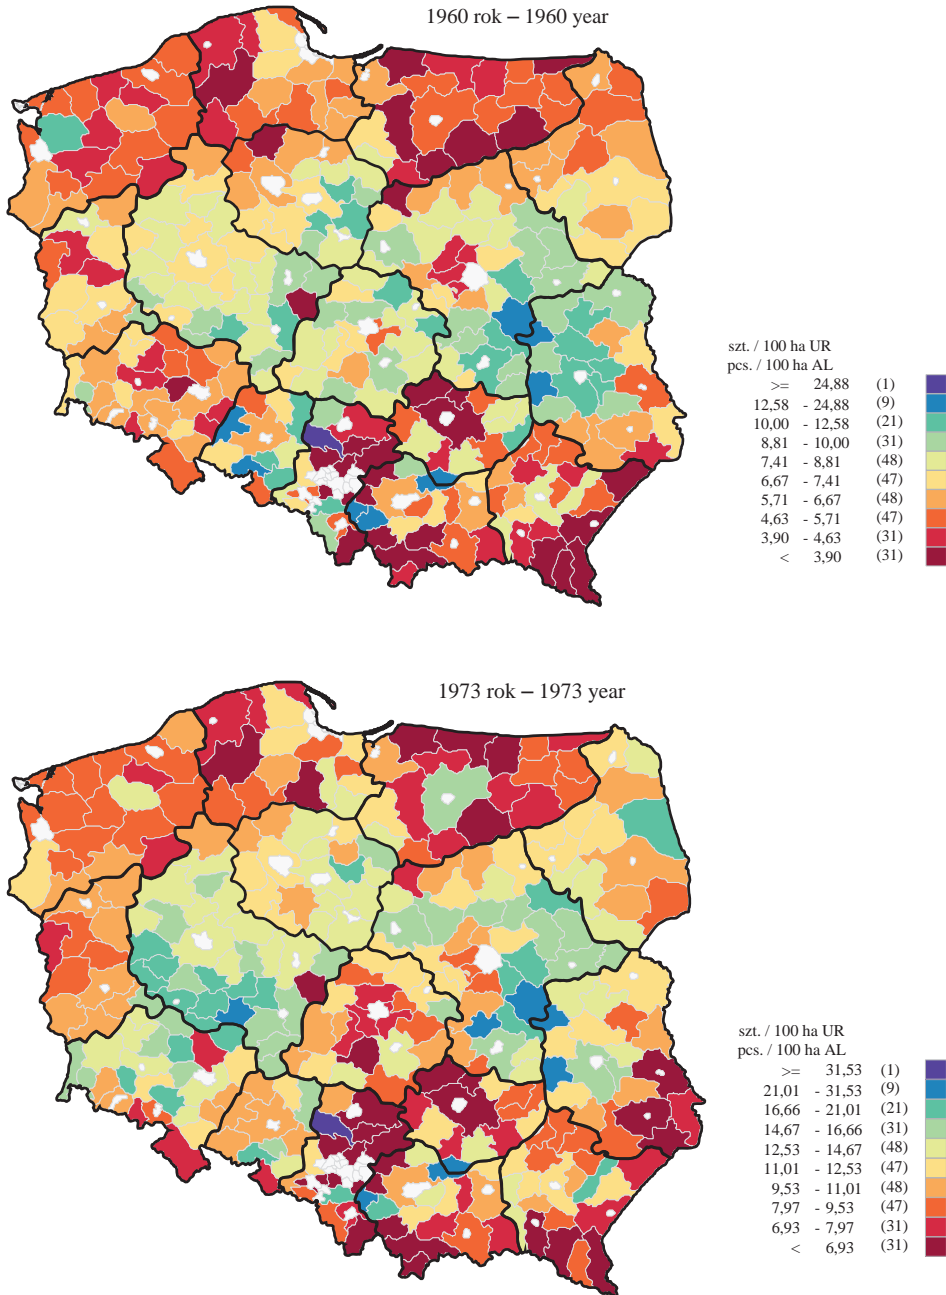 1960 rok – 1960 year
szt. / 100 ha UR
pcs. / 100 ha AL
>= 24,88 (1)
12,58 - 24,88 (9)
10,00 - 12,58 (21)
8,81 - 10,00 (31)
7,41 - 8,81 (48)
6,67 - 7,41 (47)
5,71 - 6,67 (48)
4,63 - 5,71 (47)
3,90 - 4,63 (31)
< 3,90 (31)
1973 rok – 1973 year
szt. / 100 ha UR
pcs. / 100 ha AL
>= 31,53 (1)
21,01 - 31,53 (9)
16,66 - 21,01 (21)
14,67 - 16,66 (31)
12,53 - 14,67 (48)
11,01 - 12,53 (47)
9,53 - 11,01 (48)
7,97 - 9,53 (47)
6,93 - 7,97 (31)
< 6,93 (31)